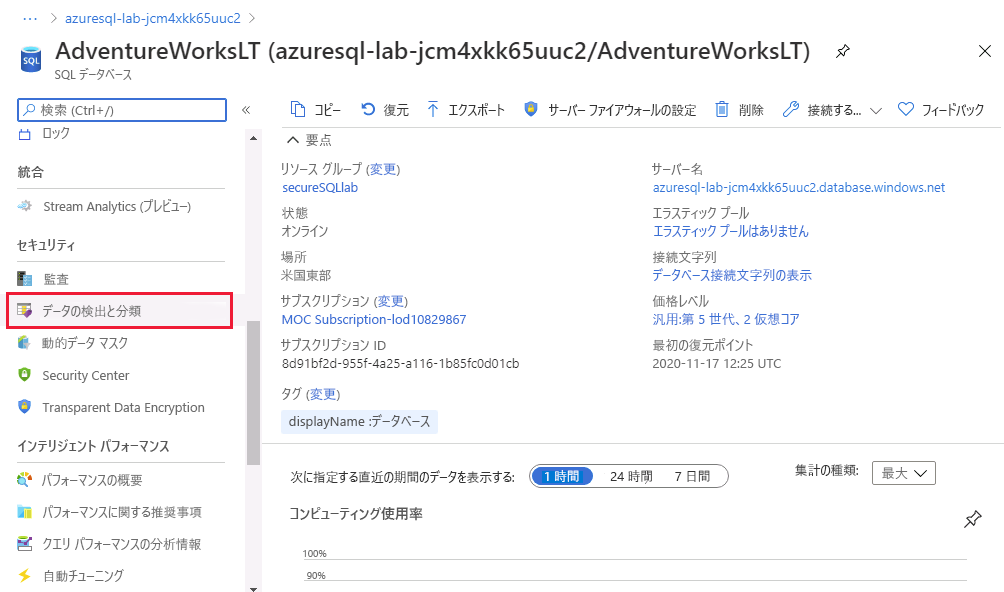 … > azuresql-lab-jcm4xkk65uuc2 >
SQL
AdventureWorksLT (azuresql-lab-jcm4xkk65uuc2/AdventureWorksLT)
SQL データベース
検索 (Ctrl+/)
«
コピー
復元
エクスポート
サーバー ファイアウォールの設定
削除
接続する...
フィードバック
ロック
統合
Stream Analytics (プレビュー)
セキュリティ
監査
データの検出と分類
動的データ マスク
Security Center
Transparent Data Encryption
インテリジェント パフォーマンス
パフォーマンスの概要
パフォーマンスに関する推奨事項
クエリ パフォーマンスの分析情報
自動チューニング
要点
リソース グループ (変更)
secureSQLlab
状態
オンライン
場所
米国東部
サブスクリプション (変更)
MOC Subscription-lod10829867
サブスクリプション ID
8d91bf2d-955f-4a25-a116-1b85fc0d01cb
タグ (変更)
displayName :データベース
サーバー名
azuresql-lab-jcm4xkk65uuc2.database.windows.net
エラスティック プール
エラスティック プールはありません
接続文字列
データベース接続文字列の表示
価格レベル
汎用:第 5 世代、2 仮想コア
最初の復元ポイント
2020-11-17 12:25 UTC
次に指定する直近の期間のデータを表示する:
1 時間
24 時間
7 日間
集計の種類:
最大
コンピューティング使用率
100%
90%